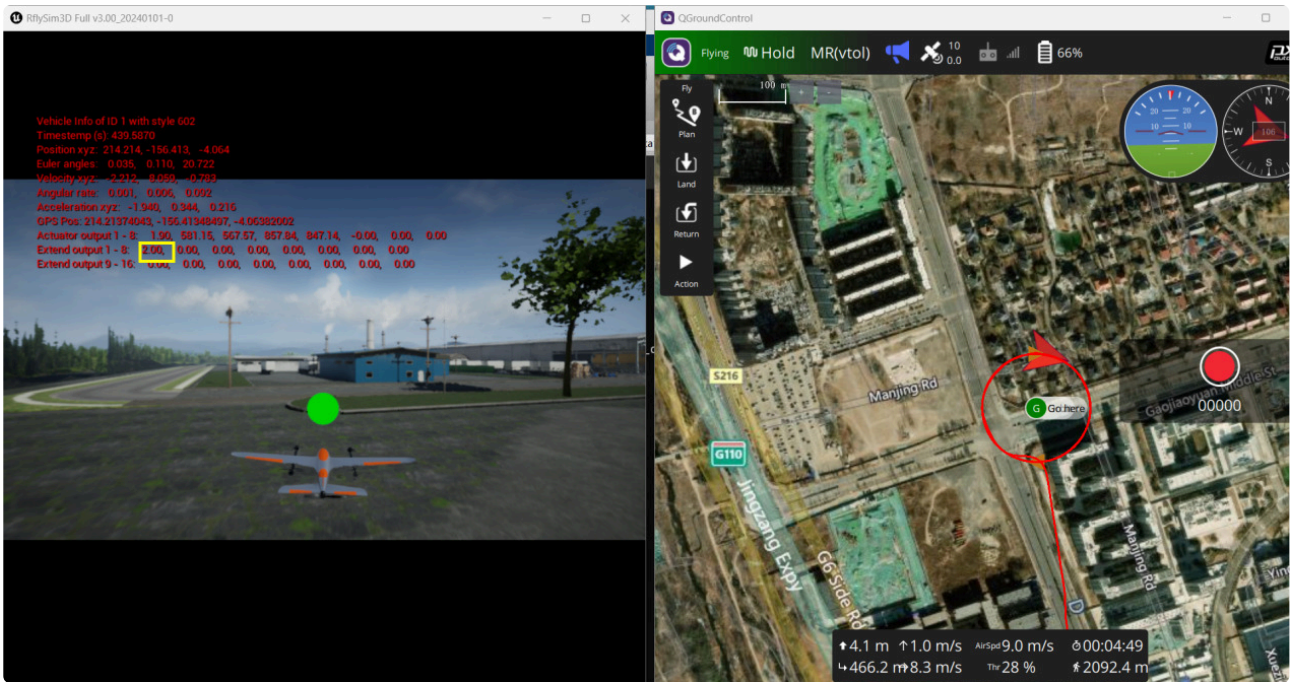 RflySim3D Full v3.00_20240101-0
Vehicle Info of ID 1 with style 602
Timestemp (s): 439.5870
Position xyz: 214.214, -156.413, -4.064
Euler angles: 0.035, 0.110, 20.722
Velocity xyz: -2.212, 8.059, -0.783
Angular rate: 0.001, 0.006, 0.002
Acceleration xyz: -1.940, 0.344, 0.216
GPS Pos: 214.21374043, -156.41348497, -4.06382002
Actuator output 1 - 8: 1.90, 581.15, 567.57, 857.84, 847.14, -0.00, 0.00, 0.00
Extend output 1 - 8: 2.00, 0.00, 0.00, 0.00, 0.00, 0.00, 0.00, 0.00
Extend output 9 - 16: 0.00, 0.00, 0.00, 0.00, 0.00, 0.00, 0.00, 0.00
QGroundControl
Flying Hold MR(vtol) 10 0.0 66%
Fly
Plan
Land
Return
Action
100 m
+ -
20 20
10 10
N
W 106
S
S216
Manjing Rd
G Go here
Gaojiaoyuan Middle St
00000
G110
Jingzang Expy
G6 Side Rd
Manjing Rd
D
4.1 m 1.0 m/s AirSpd 9.0 m/s 00:04:49
466.2 m 8.3 m/s Thr 28 % 2092.4 m